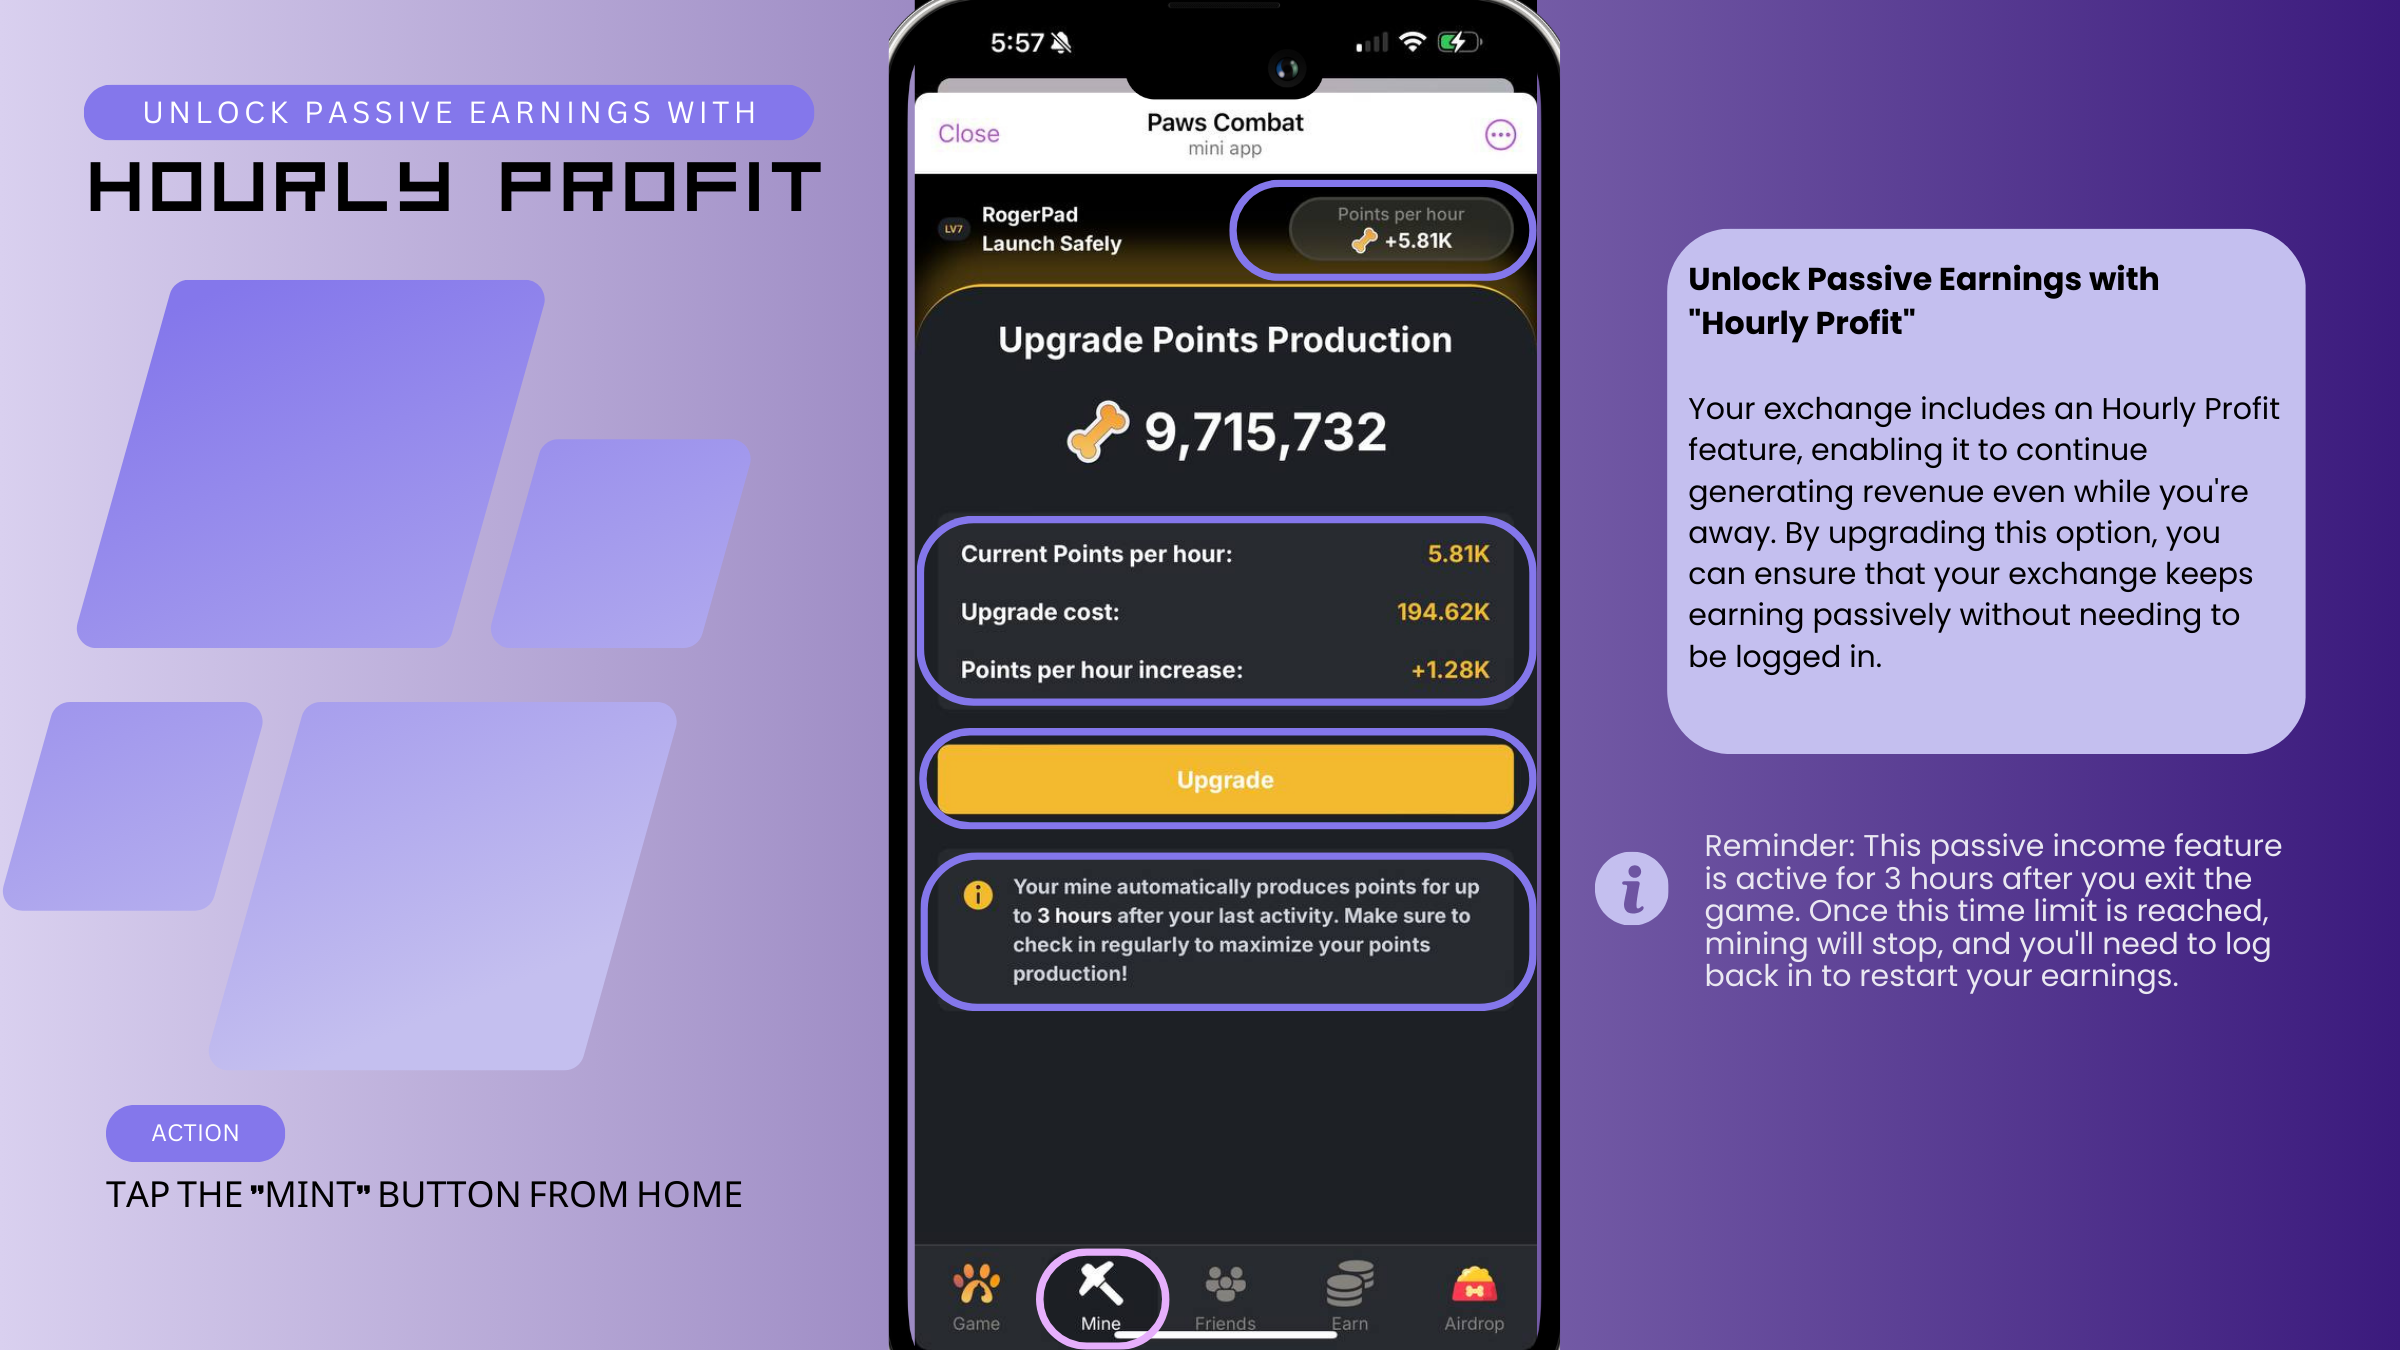 UNLOCK PASSIVE EARNINGS WITH
HOURLY PROFIT
ACTION
TAP THE "MINT" BUTTON FROM HOME
5:57
Close
Paws Combat
mini app
LV7
RogerPad
Launch Safely
Points per hour
+5.81K
Upgrade Points Production
9,715,732
Current Points per hour: 5.81K
Upgrade cost: 194.62K
Points per hour increase: +1.28K
Upgrade
Your mine automatically produces points for up
to 3 hours after your last activity. Make sure to
check in regularly to maximize your points
production!
Game Mine Friends Earn Airdrop
Unlock Passive Earnings with
"Hourly Profit"
Your exchange includes an Hourly Profit
feature, enabling it to continue
generating revenue even while you're
away. By upgrading this option, you
can ensure that your exchange keeps
earning passively without needing to
be logged in.
Reminder: This passive income feature
is active for 3 hours after you exit the
game. Once this time limit is reached,
mining will stop, and you'll need to log
back in to restart your earnings.